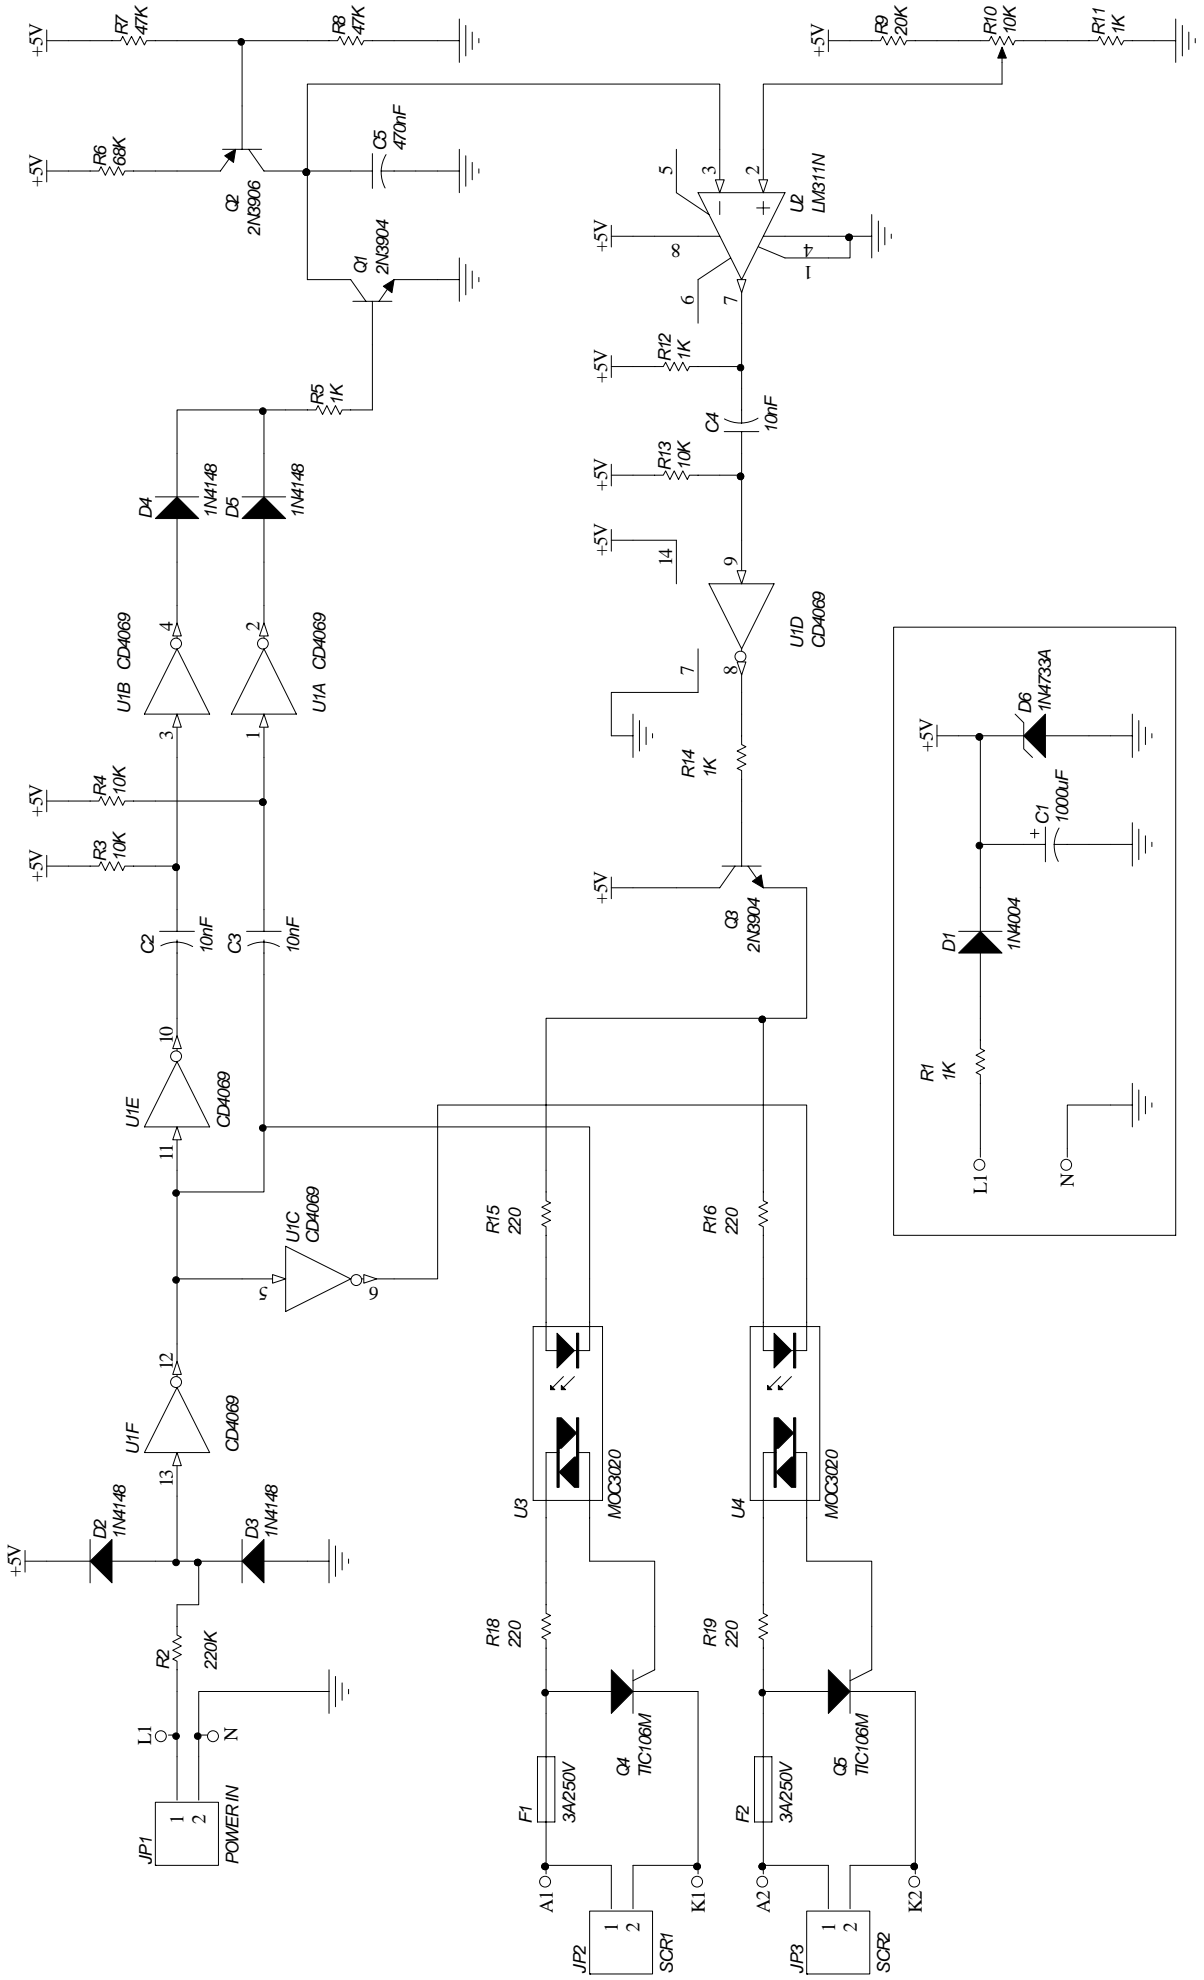 JP1
1
2
POWER IN
L1
N
R2
220K
+5V
D2
1N4148
D3
1N4148
13
12
U1F
CD4069
5
6
U1C
CD4069
11
10
U1E
CD4069
C2
10nF
C3
10nF
+5V
R3
10K
+5V
R4
10K
3
4
U1B
CD4069
1
2
U1A
CD4069
D4
1N4148
D5
1N4148
R5
1K
Q1
2N3904
+5V
R6
68K
Q2
2N3906
C5
470nF
+5V
R7
47K
R8
47K
JP2
1
2
SCR1
A1
K1
F1
3A/250V
Q4
TIC106M
R18
220
U3
MOC3020
R15
220
JP3
1
2
SCR2
A2
K2
F2
3A/250V
Q5
TIC106M
R19
220
U4
MOC3020
R16
220
+5V
Q3
2N3904
R14
1K
7
8
9
14
+5V
U1D
CD4069
+5V
R13
10K
C4
10nF
+5V
R12
1K
6
7
+5V
8
1
4
5
3
2
U2
LM311N
+5V
R9
20K
R10
10K
R11
1K
L1
N
R1
1K
D1
1N4004
+
C1
1000uF
+5V
D6
1N4733A